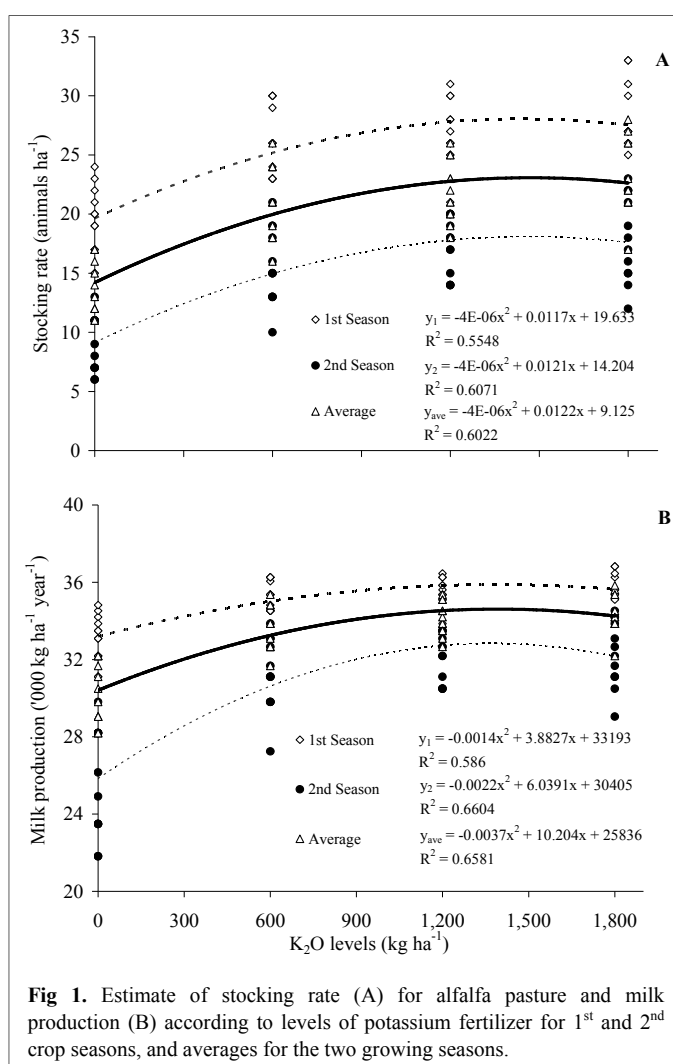 A
Stocking rate (animals ha⁻¹)
35
30
25
20
15
10
5
0
◇ 1st Season y₁ = -4E-06x² + 0.0117x + 19.633
R² = 0.5548
● 2nd Season y₂ = -4E-06x² + 0.0121x + 14.204
R² = 0.6071
△ Average yₐᵥₑ = -4E-06x² + 0.0122x + 9.125
R² = 0.6022
B
Milk production ('000 kg ha⁻¹ year⁻¹)
40
36
32
28
24
20
◇ 1st Season y₁ = -0.0014x² + 3.8827x + 33193
R² = 0.586
● 2nd Season y₂ = -0.0022x² + 6.0391x + 30405
R² = 0.6604
△ Average yₐᵥₑ = -0.0037x² + 10.204x + 25836
R² = 0.6581
0 300 600 900 1,200 1,500 1,800
K₂O levels (kg ha⁻¹)
Fig 1. Estimate of stocking rate (A) for alfalfa pasture and milk
production (B) according to levels of potassium fertilizer for 1ˢᵗ and 2ⁿᵈ
crop seasons, and averages for the two growing seasons.